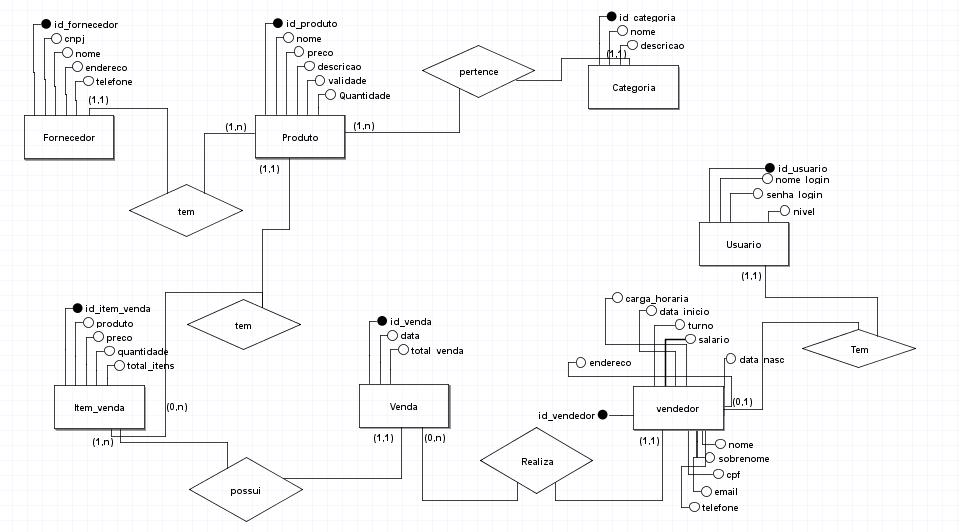 id_fornecedor
cnpj
nome
endereco
telefone
(1,1)
Fornecedor
id_produto
nome
preco
descricao
validade
Quantidade
(1,n)
Produto
(1,n)
(1,1)
pertence
id_categoria
nome
descricao
(1,1)
Categoria
tem
id_usuario
nome_login
senha_login
nivel
Usuario
(1,1)
tem
id_item_venda
produto
preco
quantidade
total_itens
Item_venda
(0,n)
(1,n)
id_venda
data
total_venda
Venda
(1,1)
(0,n)
possui
Realiza
carga_horaria
data_inicio
turno
salario
endereco
data_nasc
(0,1)
vendedor
id_vendedor
(1,1)
nome
sobrenome
cpf
email
telefone
Tem